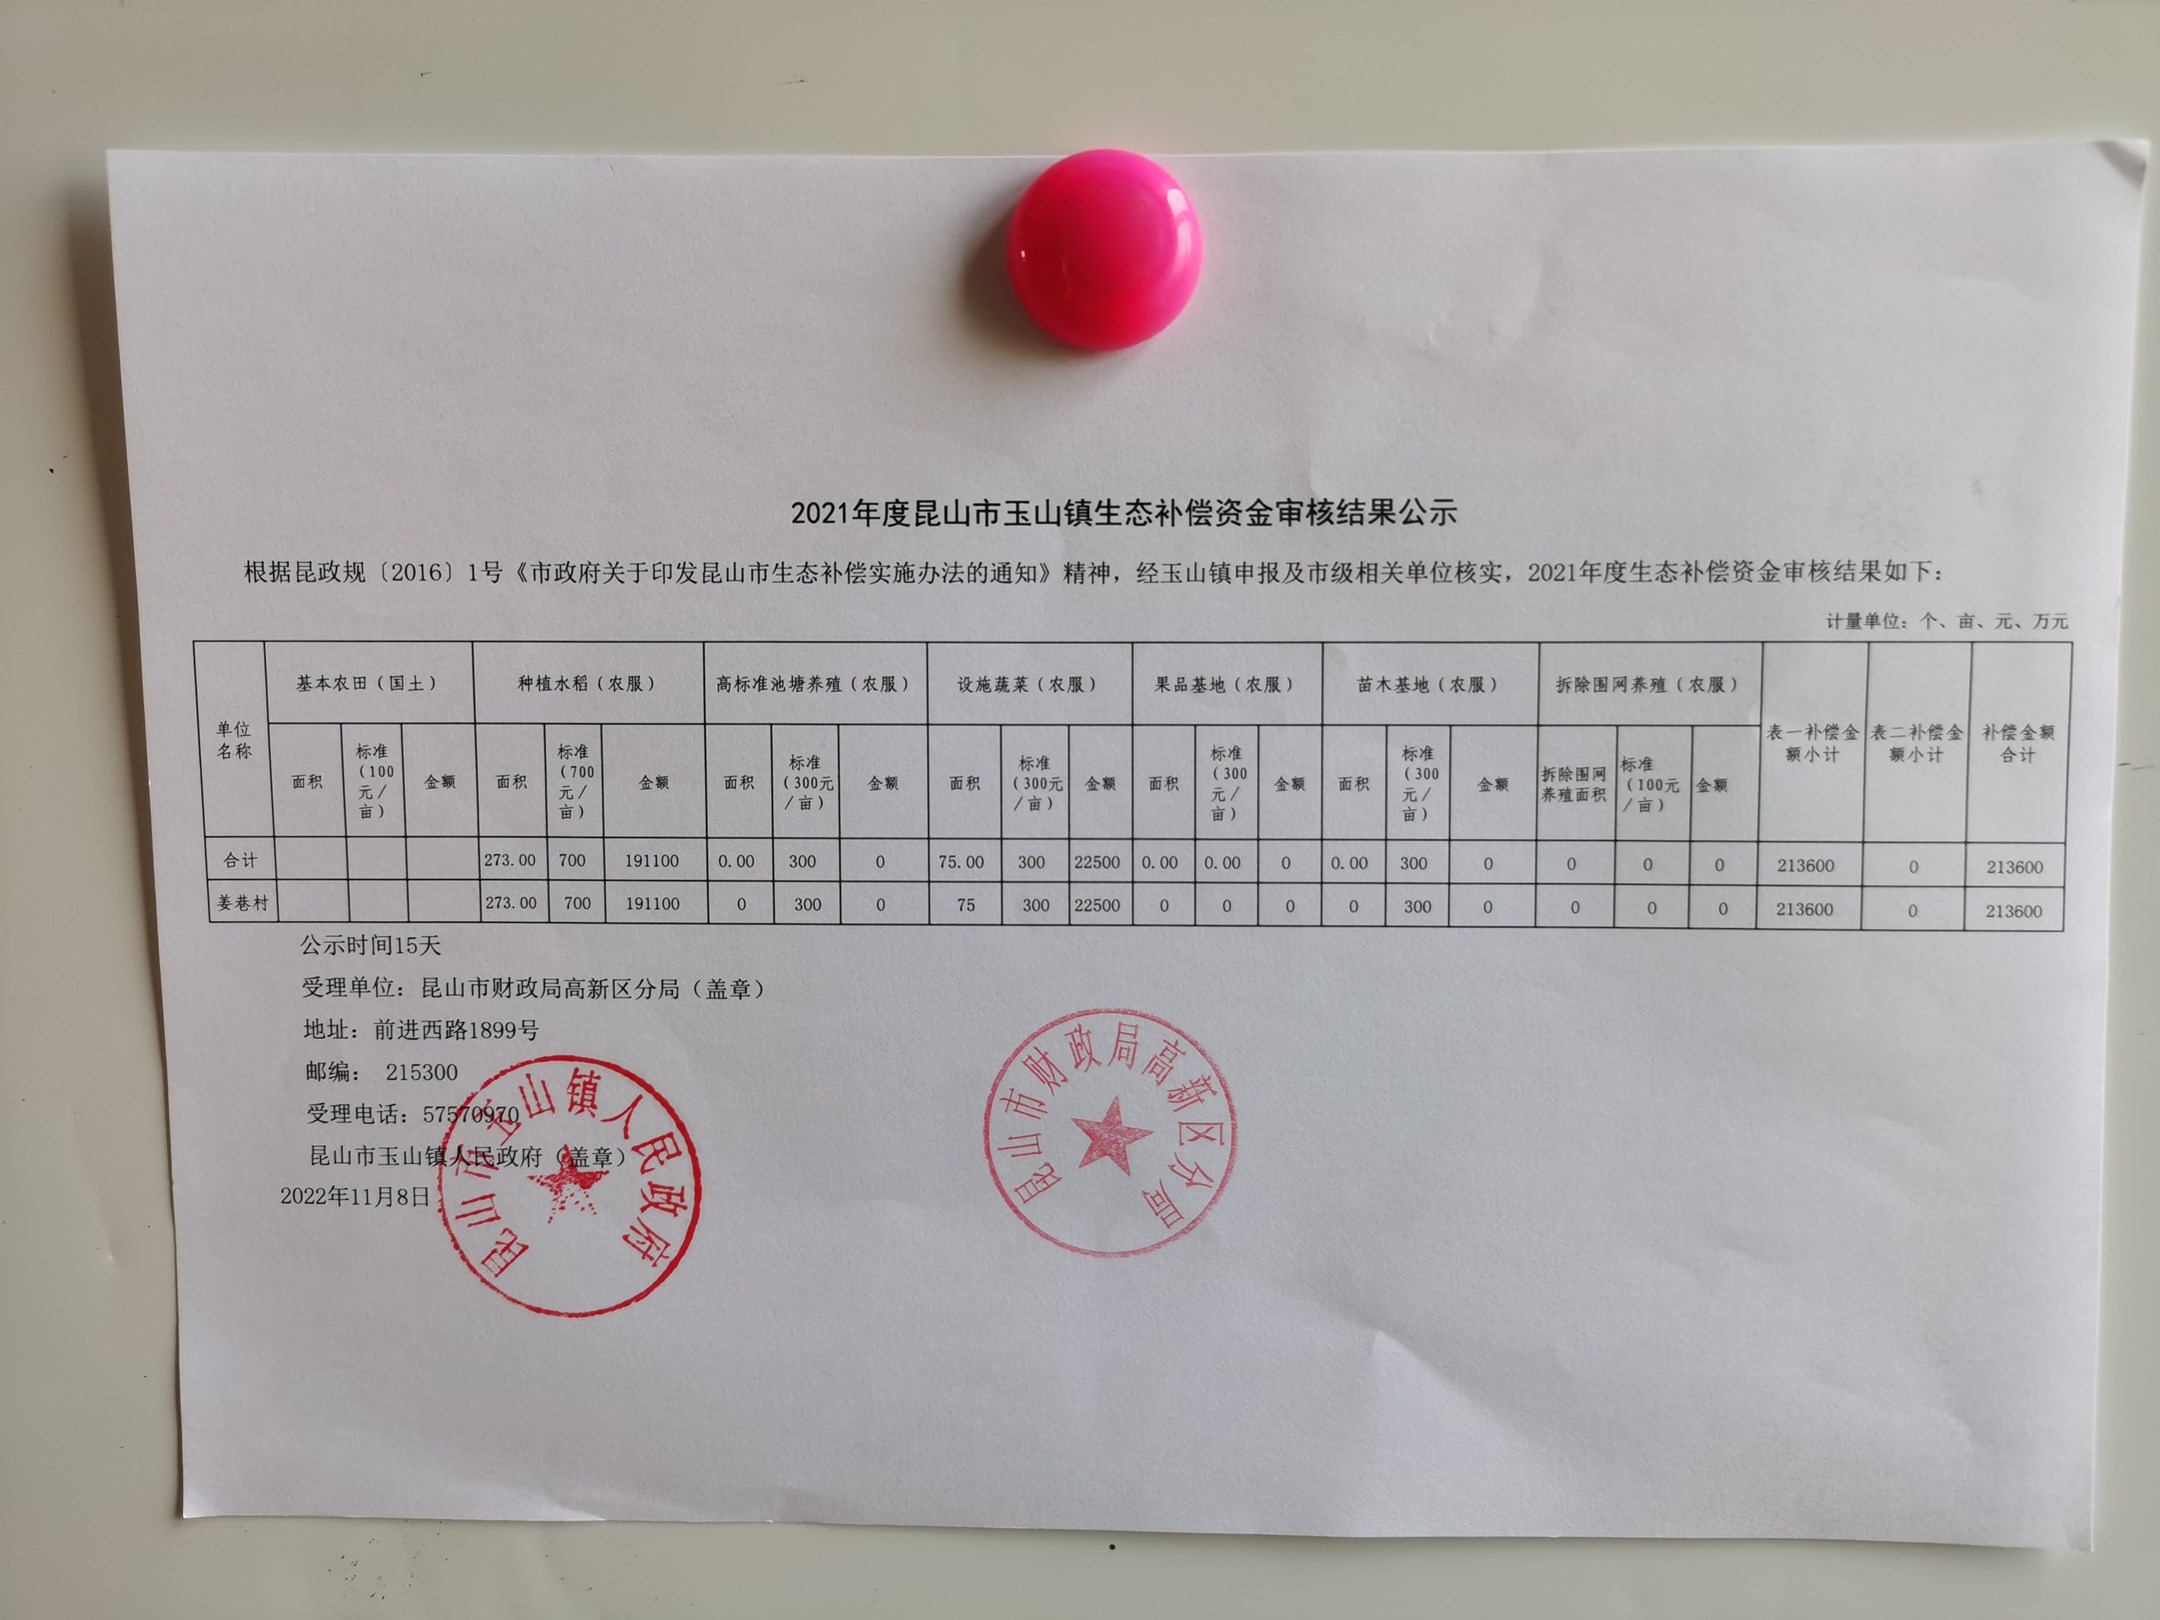 2021年度昆山市玉山镇生态补偿资金审核结果公示
根据昆政规〔2016〕1号《市政府关于印发昆山市生态补偿实施办法的通知》精神，经玉山镇申报及市级相关单位核实，2021年度生态补偿资金审核结果如下：
计量单位：个、亩、元、万元
单位名称 基本农田（国土） 种植水稻（农服） 高标准池塘养殖（农服） 设施蔬菜（农服） 果品基地（农服） 苗木基地（农服） 拆除围网养殖（农服） 表一补偿金额小计 表二补偿金额小计 补偿金额合计
面积 标准（100元/亩） 金额 面积 标准（700元/亩） 金额 面积 标准（300元/亩） 金额 面积 标准（300元/亩） 金额 面积 标准（300元/亩） 金额 面积 标准（300元/亩） 金额 拆除围网养殖面积 标准（100元/亩） 金额
合计 273.00 700 191100 0.00 300 0 75.00 300 22500 0.00 0.00 0 0.00 300 0 0 0 0 213600 0 213600
姜巷村 273.00 700 191100 0 300 0 75 300 22500 0 0 0 0 300 0 0 0 0 213600 0 213600
公示时间15天
受理单位：昆山市财政局高新区分局（盖章）
地址：前进西路1899号
邮编： 215300
受理电话：57570970
昆山市玉山镇人民政府（盖章）
2022年11月8日
昆山市玉山镇人民政府
昆山市财政局高新区分局